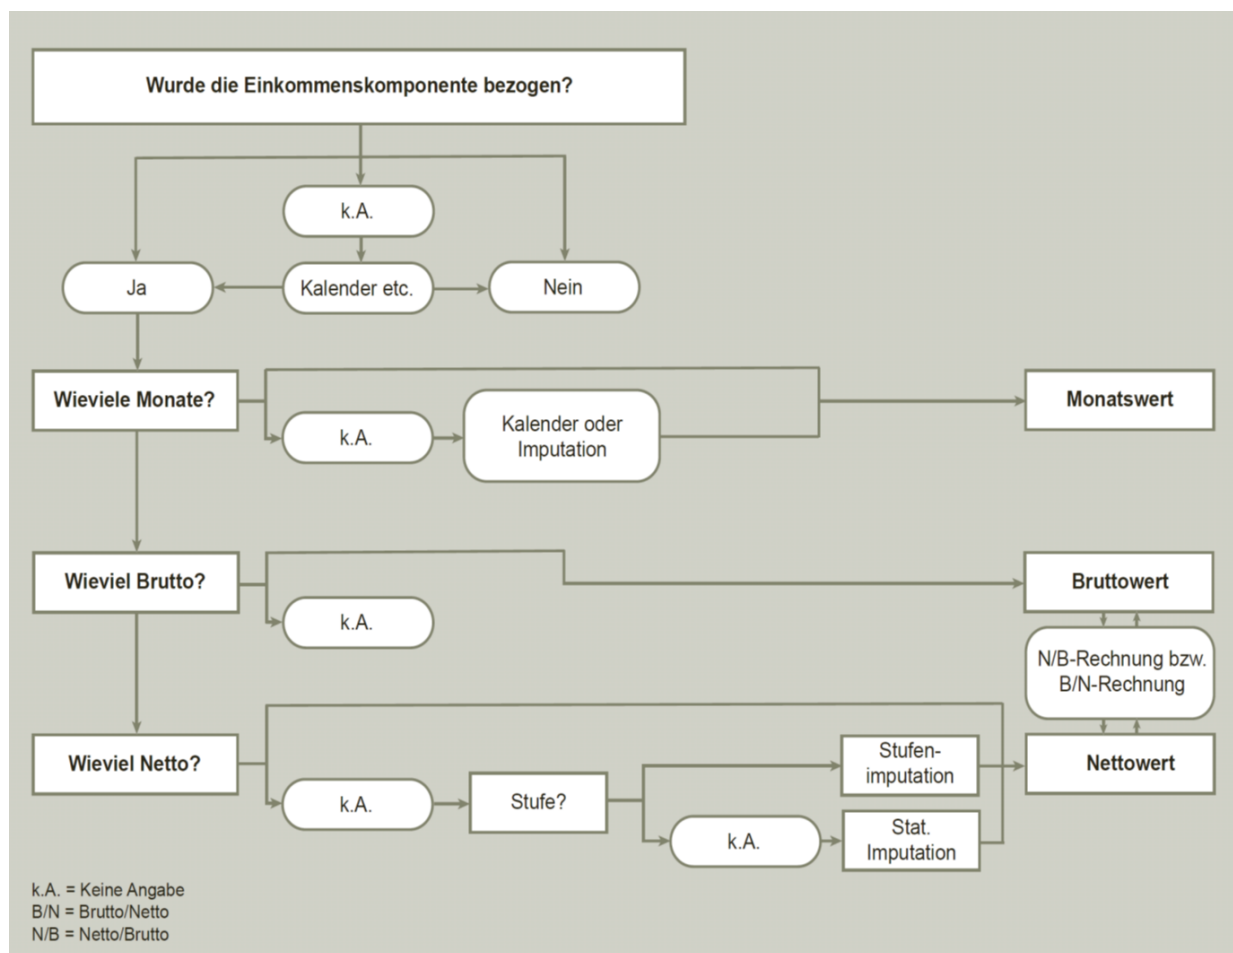 Wurde die Einkommenskomponente bezogen?
k.A.
Ja
Kalender etc.
Nein
Wieviele Monate?
k.A.
Kalender oder
Imputation
Monatswert
Wieviel Brutto?
k.A.
Bruttowert
N/B-Rechnung bzw.
B/N-Rechnung
Wieviel Netto?
k.A.
Stufe?
Stufen-
imputation
k.A.
Stat.
Imputation
Nettowert
k.A. = Keine Angabe
B/N = Brutto/Netto
N/B = Netto/Brutto